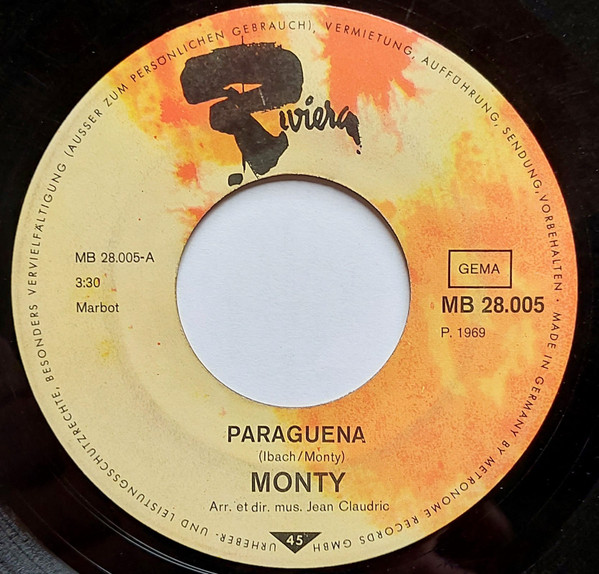 Riviera
URHEBER- UND LEISTUNGSSCHUTZRECHTE, BESONDERS VERVIELFÄLTIGUNG (AUSSER ZUM PERSÖNLICHEN GEBRAUCH), VERMIETUNG, AUFFÜHRUNG, SENDUNG, VORBEHALTEN · MADE IN GERMANY BY METRONOME RECORDS GMBH
MB 28.005-A
3:30
Marbot
GEMA
MB 28.005
P. 1969
PARAGUENA
(Ibach/Monty)
MONTY
Arr. et dir. mus. Jean Claudric
45